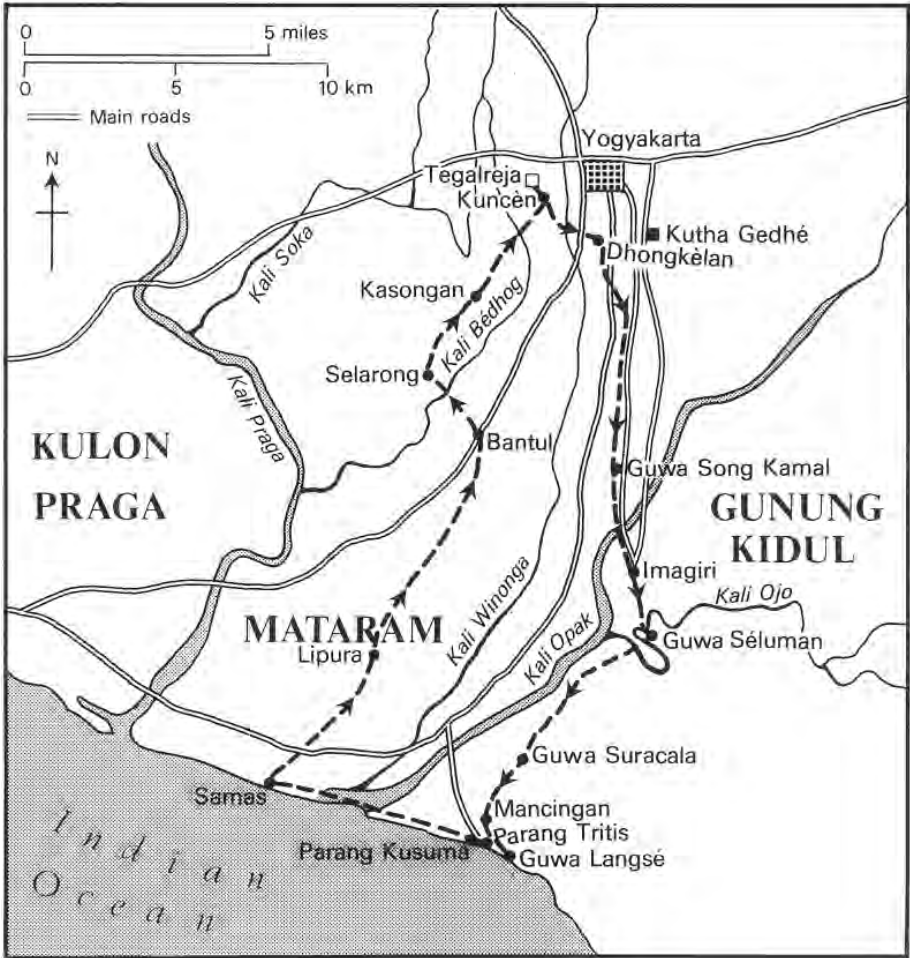 0 5 miles
0 5 10 km
Main roads
N
Yogyakarta
Tĕgalreja
Kuncèn
Kutha Gedhé
Dhongkèlan
Kali Soka
Kasongan
Kali Bĕdhog
Selarong
Kali Praga
Bantul
KULON
PRAGA
Guwa Song Kamal
GUNUNG
KIDUL
Imagiri
Kali Ojo
MATARAM
Kali Winonga
Kali Opak
Guwa Séluman
Lipura
Guwa Suracala
Samas
Mancingan
Parang Tritis
Parang Kusuma
Guwa Langsé
Indian
Ocean